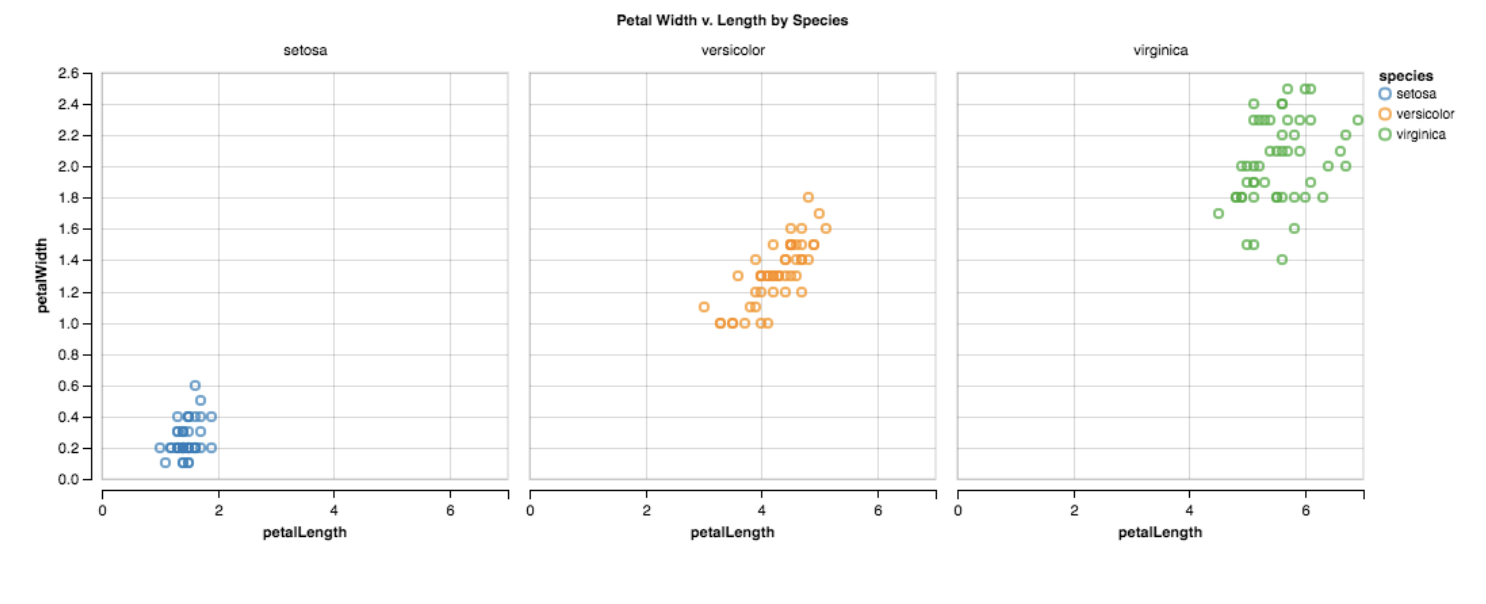 Petal Width v. Length by Species
setosa versicolor virginica
species
setosa
versicolor
virginica
petalWidth
2.6
2.4
2.2
2.0
1.8
1.6
1.4
1.2
1.0
0.8
0.6
0.4
0.2
0.0
0 2 4 6 0 2 4 6 0 2 4 6
petalLength petalLength petalLength